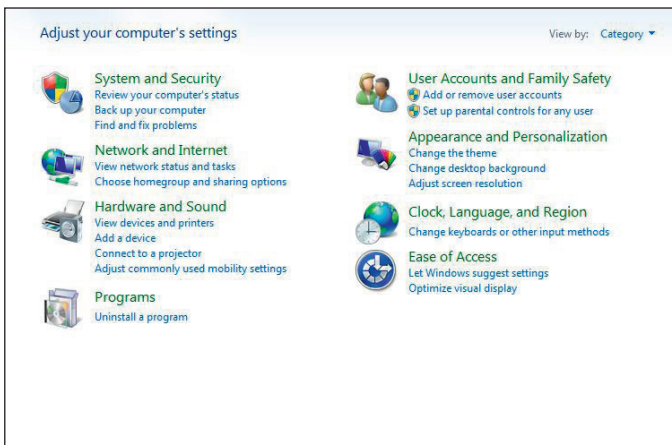 Adjust your computer's settings
View by: Category
System and Security
Review your computer's status
Back up your computer
Find and fix problems
Network and Internet
View network status and tasks
Choose homegroup and sharing options
Hardware and Sound
View devices and printers
Add a device
Connect to a projector
Adjust commonly used mobility settings
Programs
Uninstall a program
User Accounts and Family Safety
Add or remove user accounts
Set up parental controls for any user
Appearance and Personalization
Change the theme
Change desktop background
Adjust screen resolution
Clock, Language, and Region
Change keyboards or other input methods
Ease of Access
Let Windows suggest settings
Optimize visual display